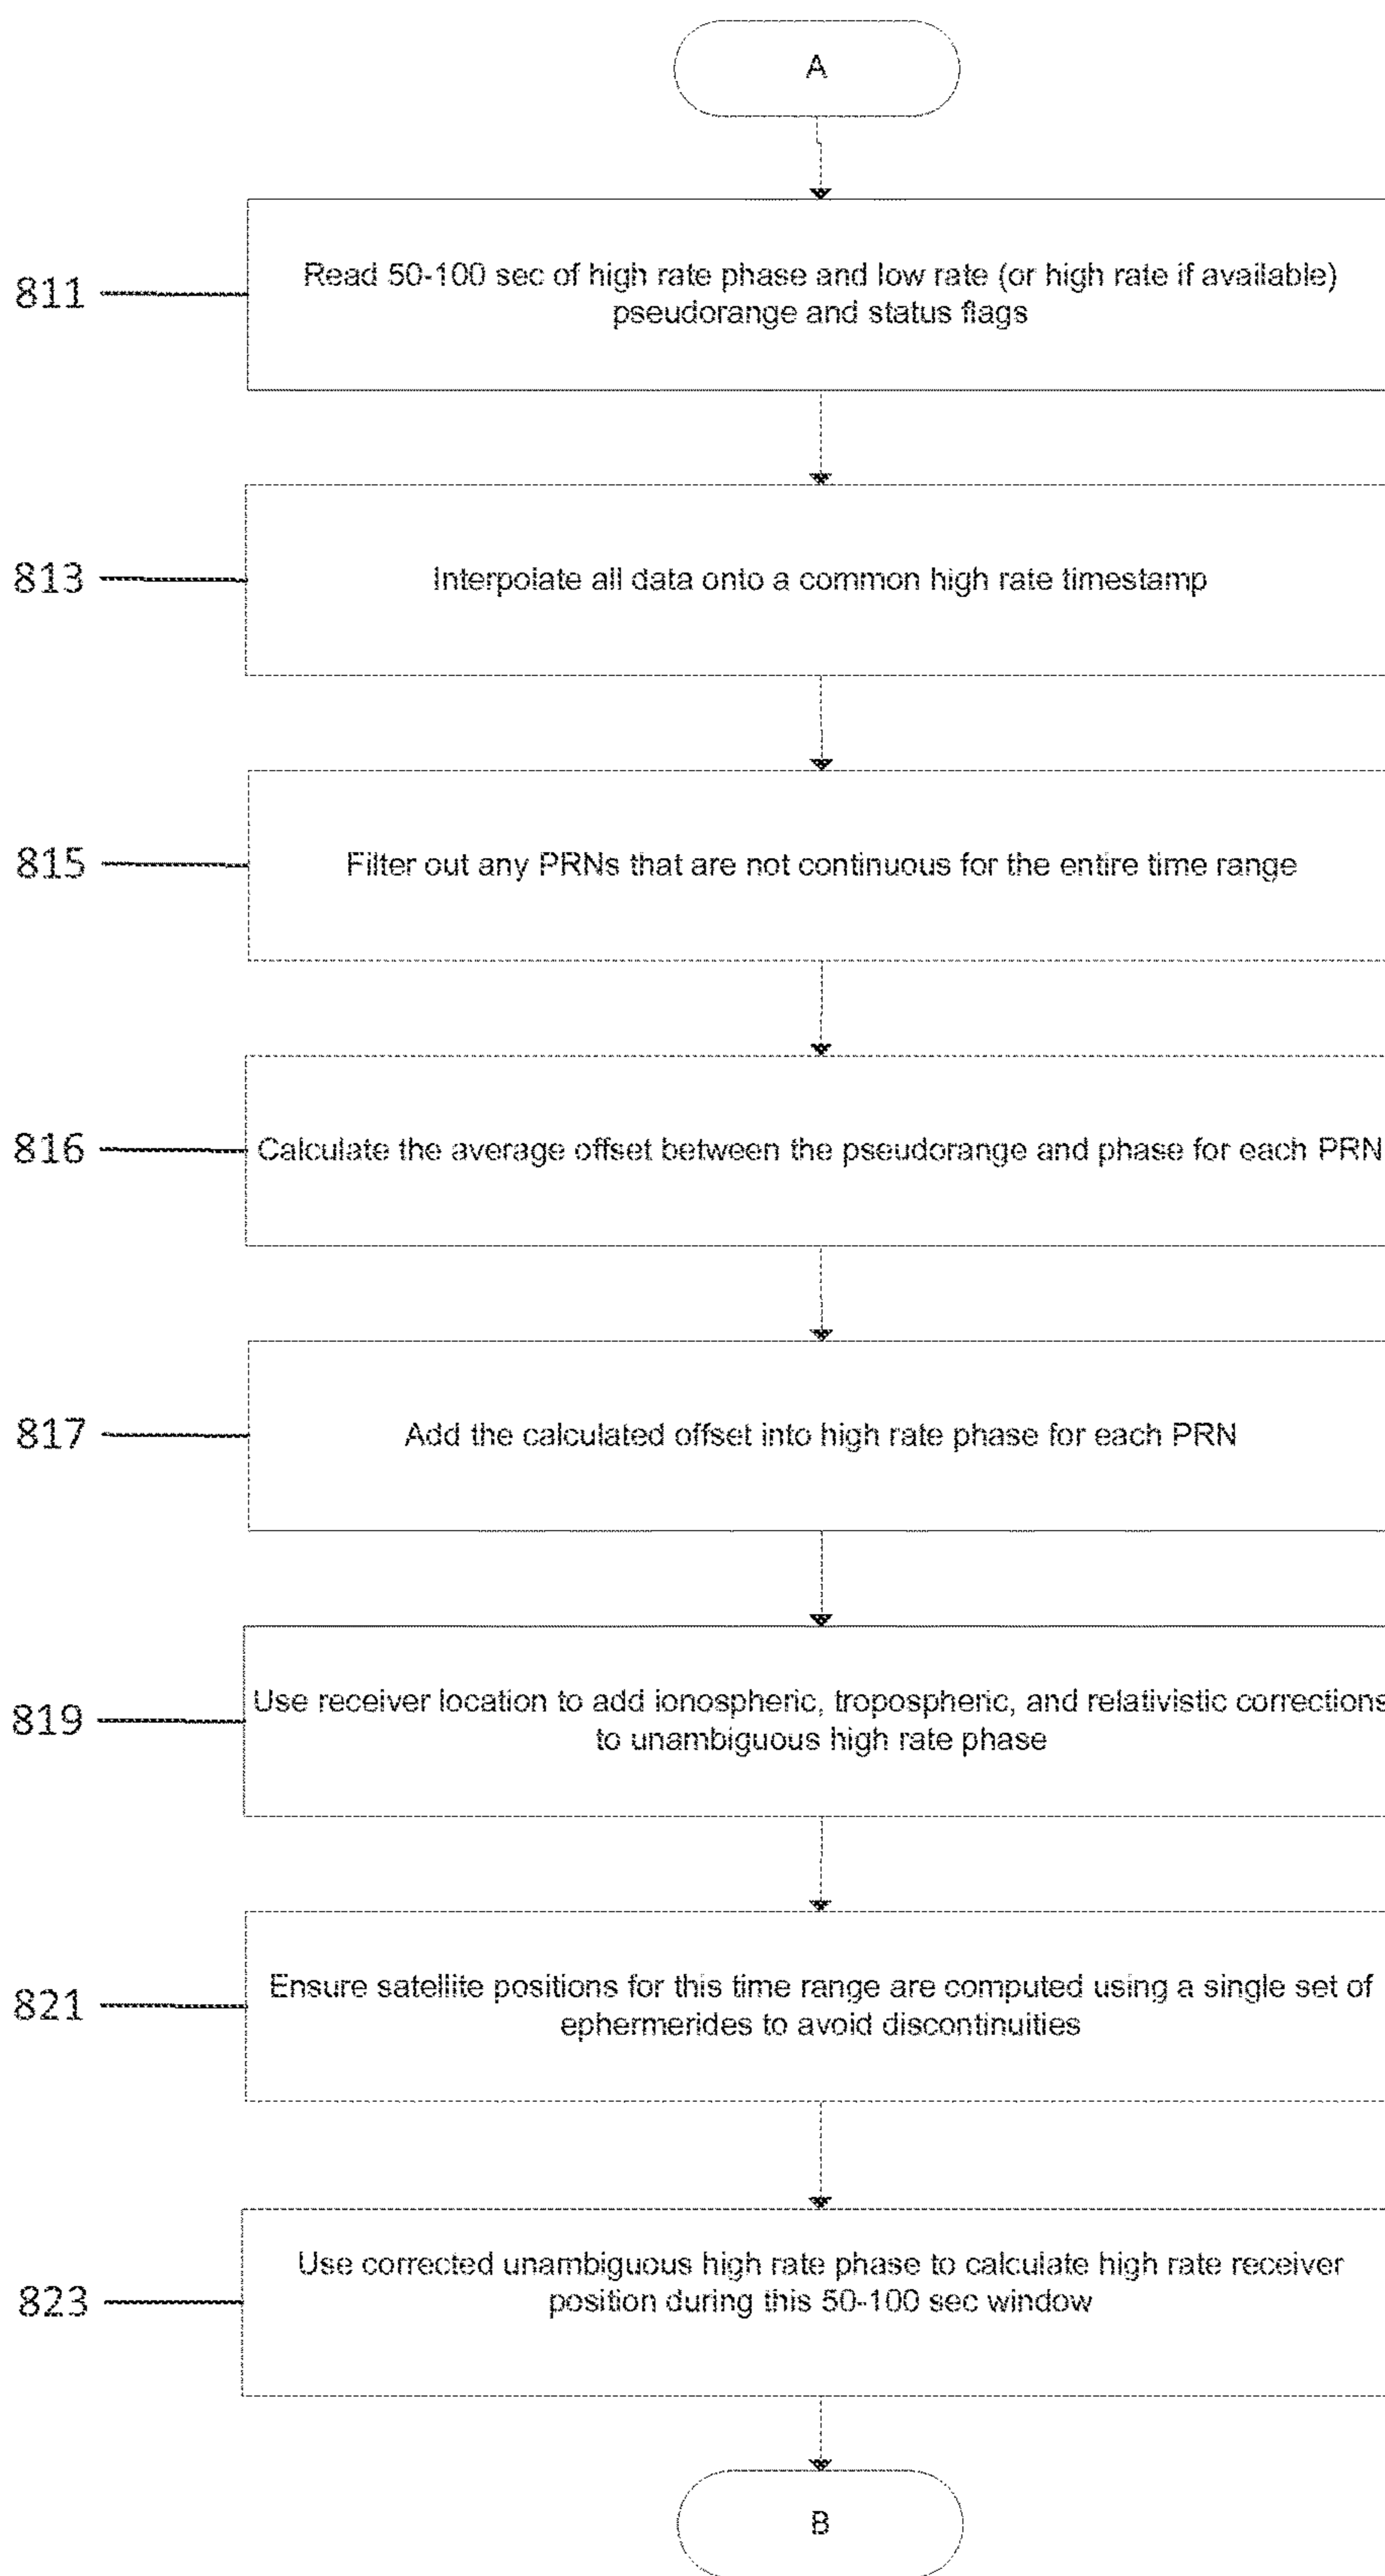 A
811
Read 50-100 sec of high rate phase and low rate (or high rate if available)
pseudorange and status flags
813
Interpolate all data onto a common high rate timestamp
815
Filter out any PRNs that are not continuous for the entire time range
816
Calculate the average offset between the pseudorange and phase for each PRN
817
Add the calculated offset into high rate phase for each PRN
819
Use receiver location to add ionospheric, tropospheric, and relativistic corrections
to unambiguous high rate phase
821
Ensure satellite positions for this time range are computed using a single set of
ephermerides to avoid discontinuities
823
Use corrected unambiguous high rate phase to calculate high rate receiver
position during this 50-100 sec window
B